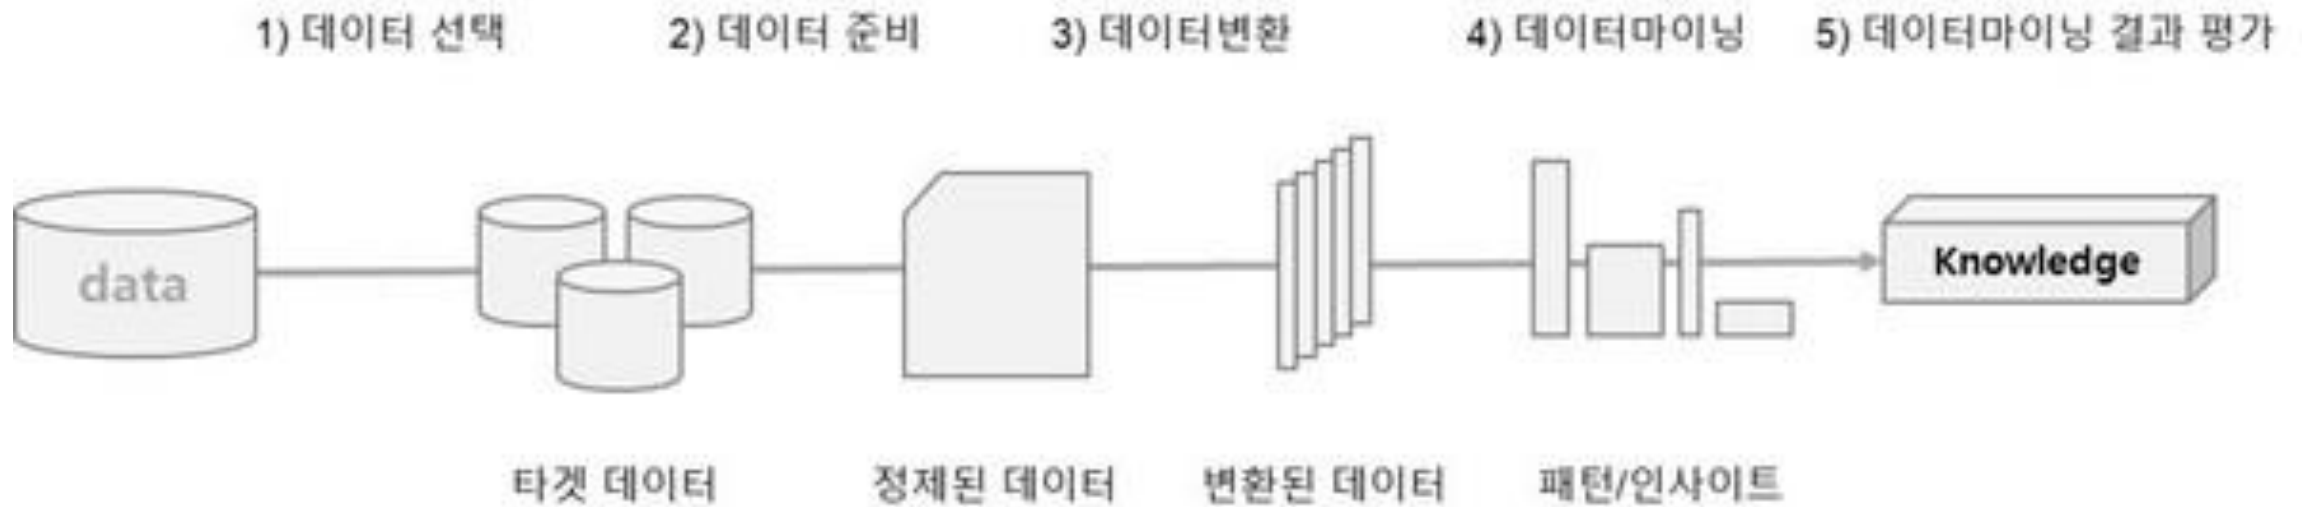 1) 데이터 선택
2) 데이터 준비
3) 데이터변환
4) 데이터마이닝
5) 데이터마이닝 결과 평가
data
Knowledge
타겟 데이터
정제된 데이터
변환된 데이터
패턴/인사이트